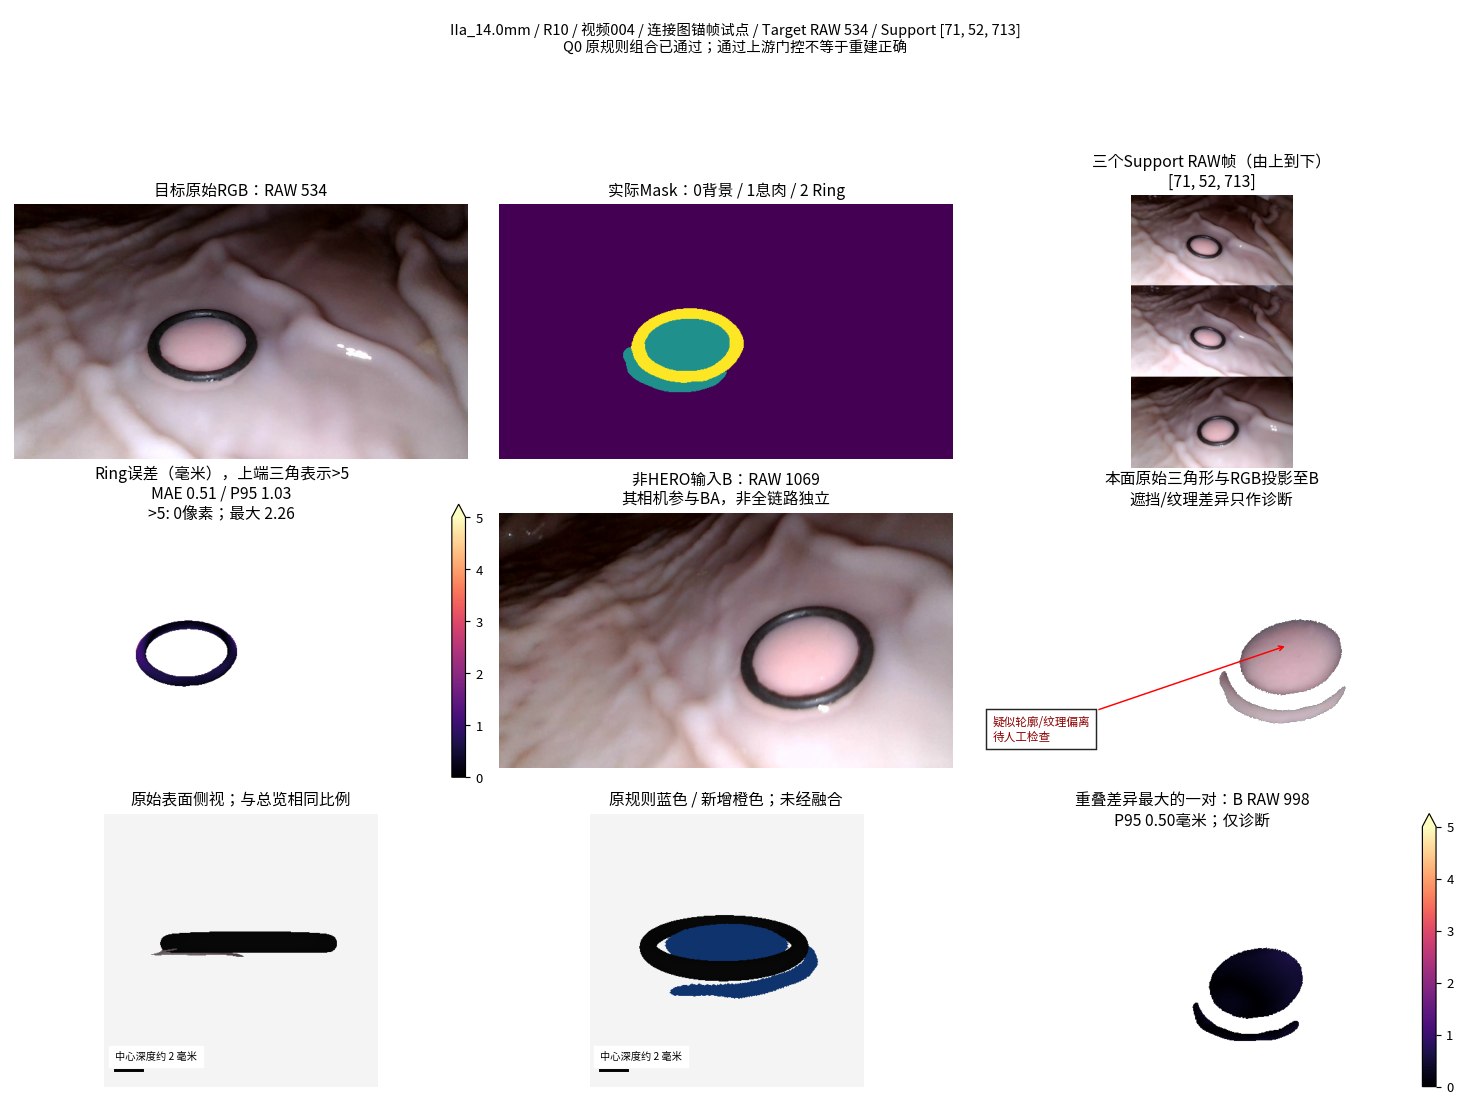 IIa_14.0mm / R10 / 视频004 / 连接图锚帧试点 / Target RAW 534 / Support [71, 52, 713]
Q0 原规则组合已通过；通过上游门控不等于重建正确
目标原始RGB：RAW 534
实际Mask：0背景 / 1息肉 / 2 Ring
三个Support RAW帧（由上到下）
[71, 52, 713]
Ring误差（毫米），上端三角表示>5
MAE 0.51 / P95 1.03
>5: 0像素；最大 2.26
5
4
3
2
1
0
非HERO输入B：RAW 1069
其相机参与BA，非全链路独立
本面原始三角形与RGB投影至B
遮挡/纹理差异只作诊断
疑似轮廓/纹理偏离
待人工检查
原始表面侧视；与总览相同比例
中心深度约 2 毫米
原规则蓝色 / 新增橙色；未经融合
中心深度约 2 毫米
重叠差异最大的一对：B RAW 998
P95 0.50毫米；仅诊断
5
4
3
2
1
0